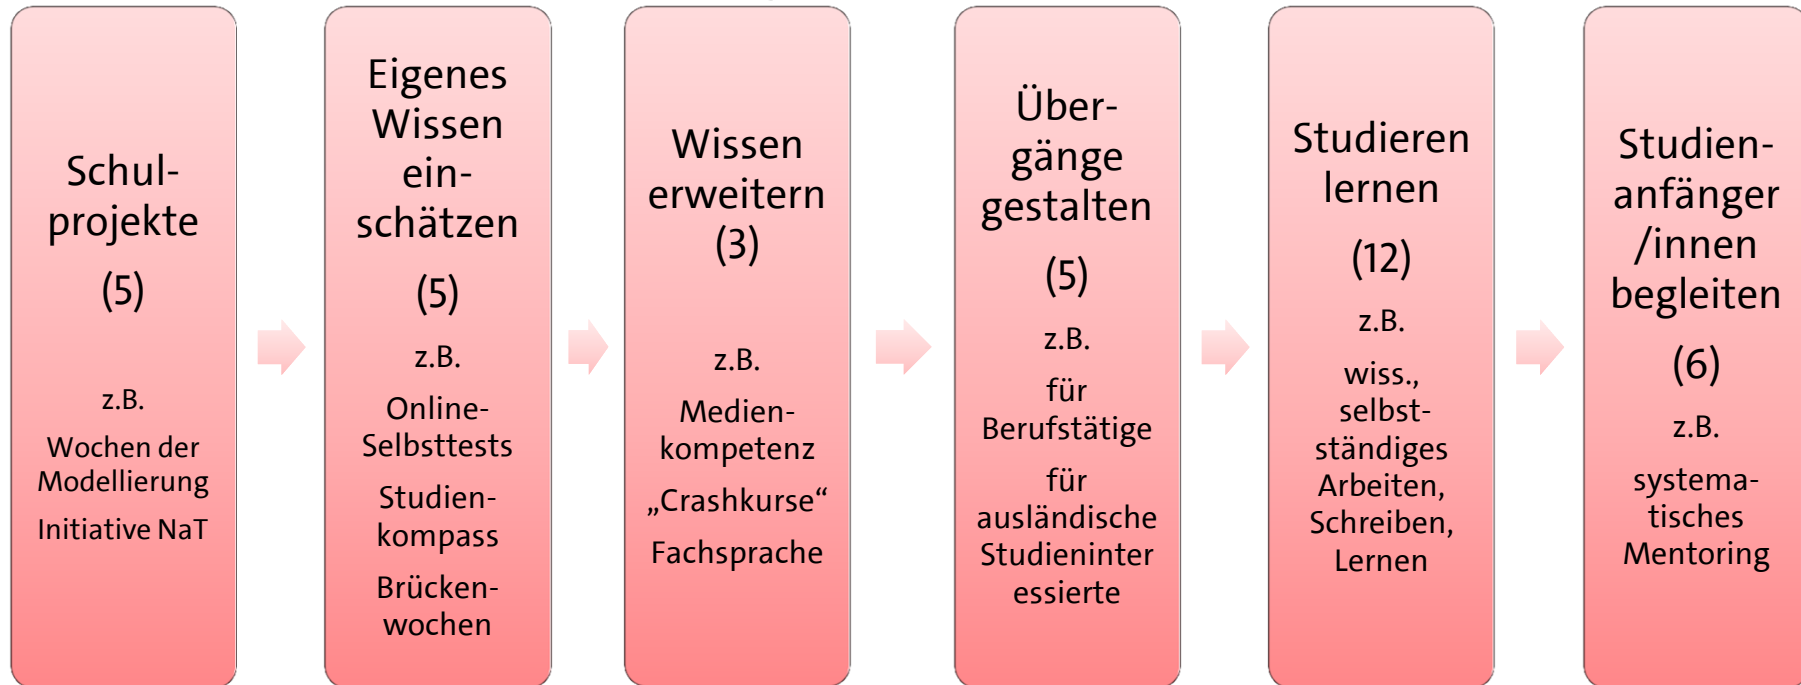 Schul-
projekte
(5)
z.B.
Wochen der
Modellierung
Initiative NaT
Eigenes
Wissen
ein-
schätzen
(5)
z.B.
Online-
Selbsttests
Studien-
kompass
Brücken-
wochen
Wissen
erweitern
(3)
z.B.
Medien-
kompetenz
„Crashkurse“
Fachsprache
Über-
gänge
gestalten
(5)
z.B.
für
Berufstätige
für
ausländische
Studieninter
essierte
Studieren
lernen
(12)
z.B.
wiss.,
selbst-
ständiges
Arbeiten,
Schreiben,
Lernen
Studien-
anfänger
/innen
begleiten
(6)
z.B.
systema-
tisches
Mentoring